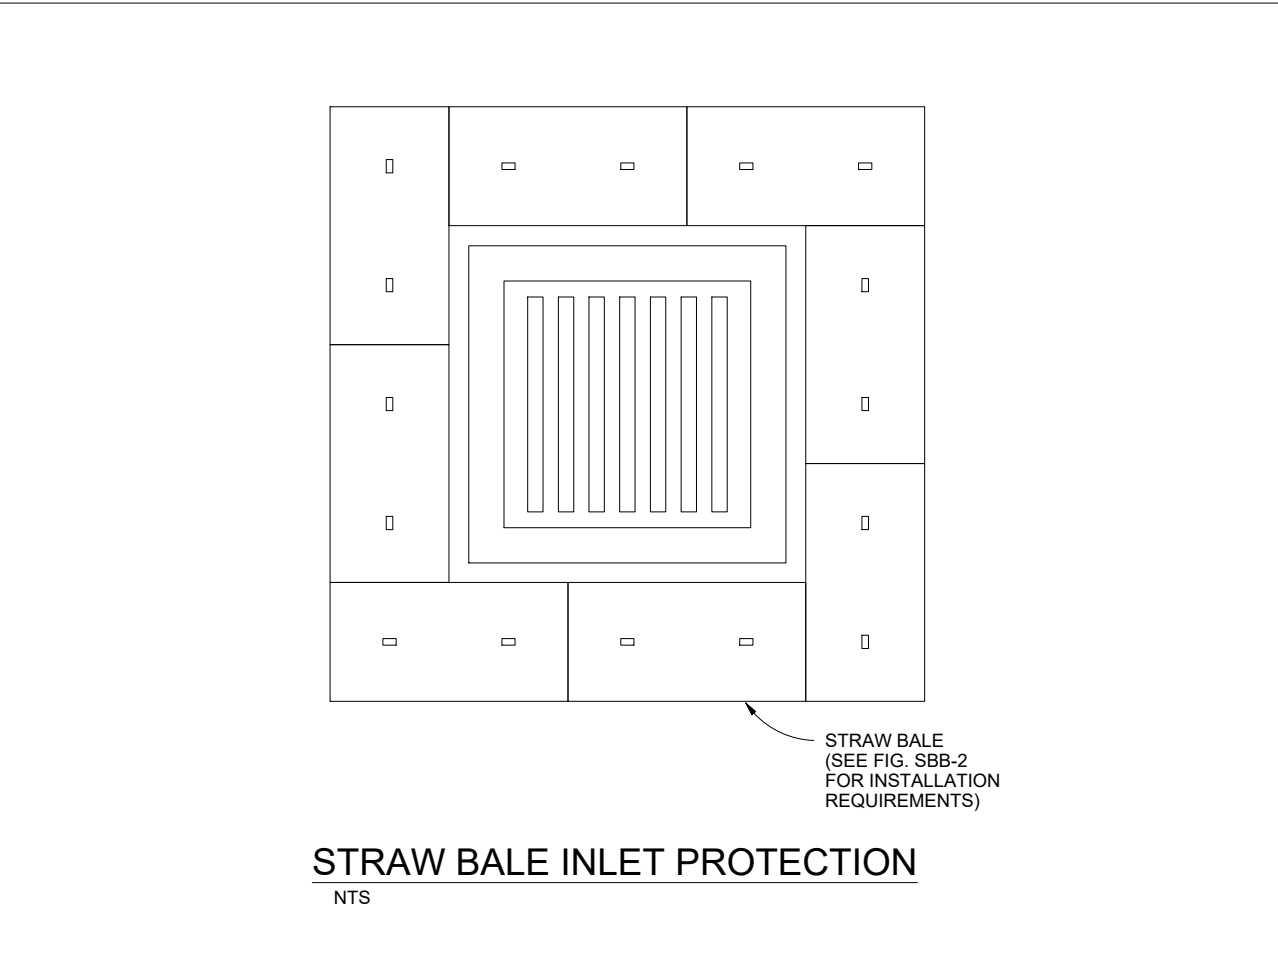 STRAW BALE
(SEE FIG. SBB-2
FOR INSTALLATION
REQUIREMENTS)
STRAW BALE INLET PROTECTION
NTS